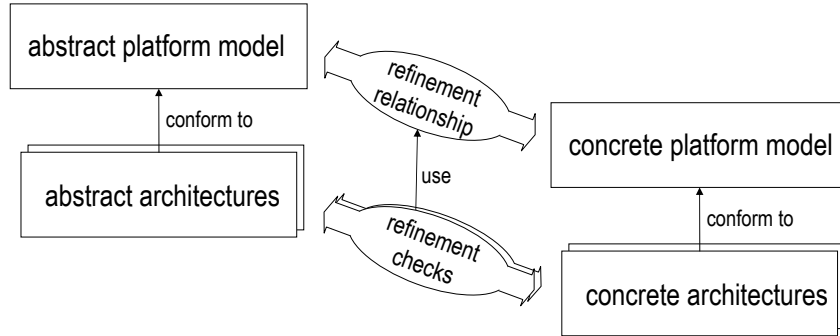 abstract platform model
refinement
relationship
conform to
concrete platform model
abstract architectures
use
refinement
checks
conform to
concrete architectures